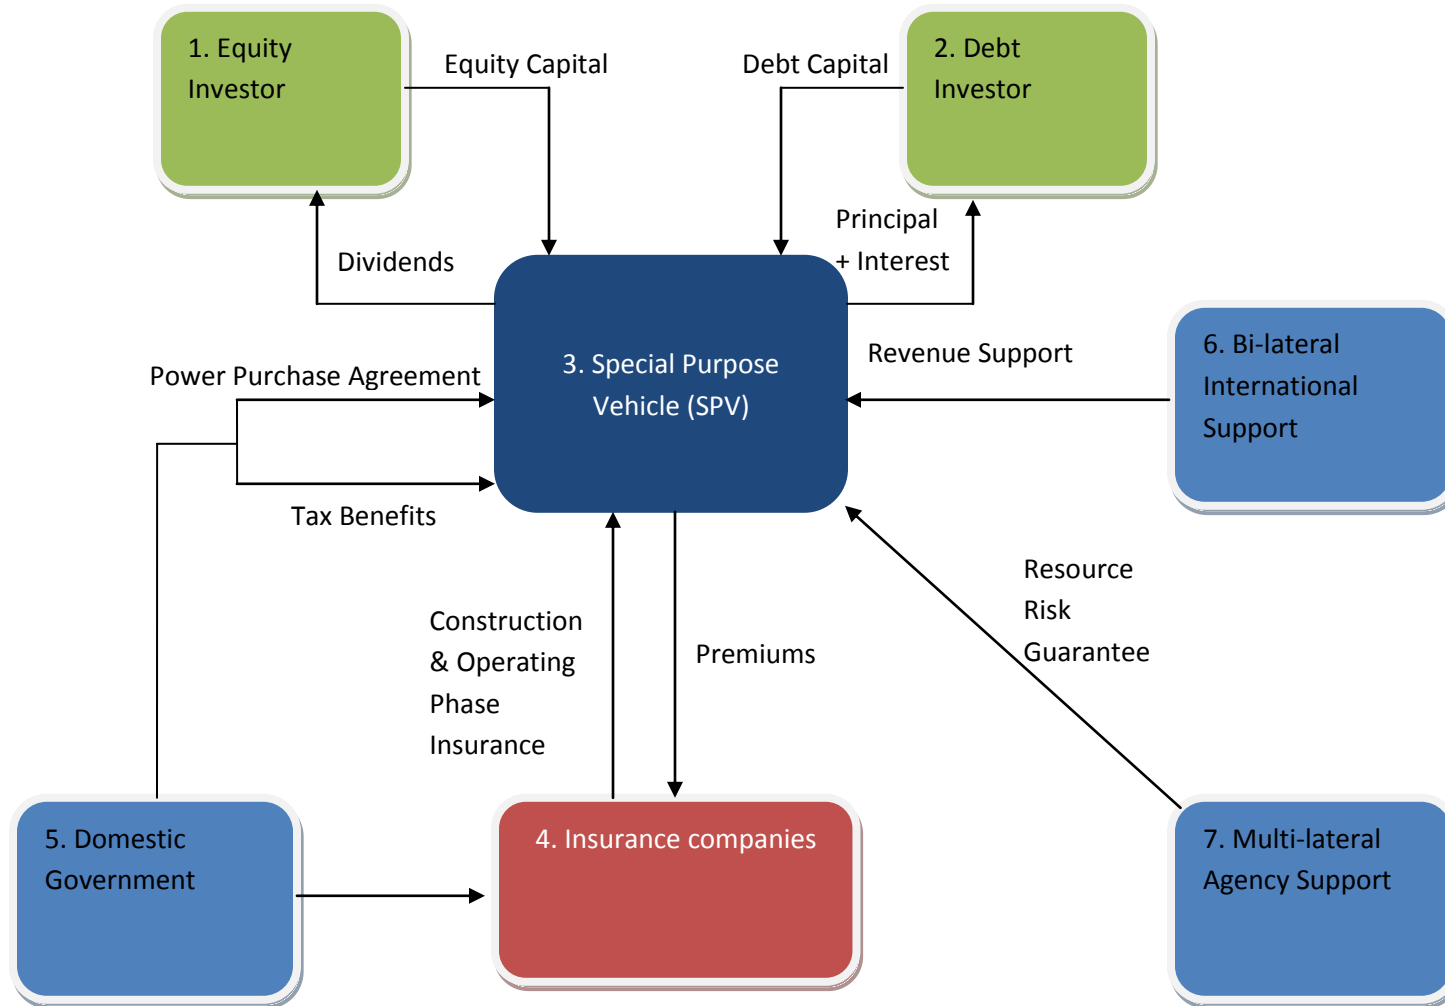 1. Equity
Investor
Equity Capital
Debt Capital
2. Debt
Investor
Dividends
Principal
+ Interest
Power Purchase Agreement
3. Special Purpose
Vehicle (SPV)
Revenue Support
6. Bi-lateral
International
Support
Tax Benefits
Construction
& Operating
Phase
Insurance
Premiums
Resource
Risk
Guarantee
5. Domestic
Government
4. Insurance companies
7. Multi-lateral
Agency Support